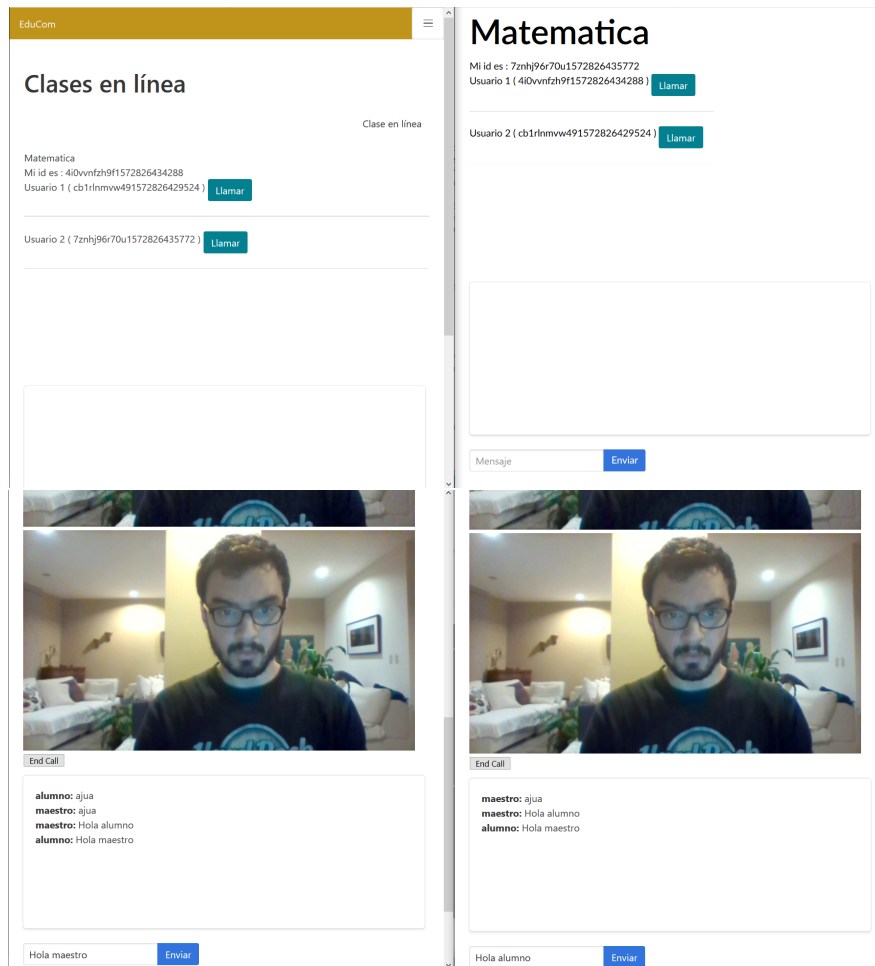 EduCom
Clases en línea
Clase en línea
Matematica
Mi id es : 4i0vvnfzh9f1572826434288
Usuario 1 ( cb1rlnmvw491572826429524 ) Llamar
Usuario 2 ( 7znhj96r70u1572826435772 ) Llamar
Matematica
Mi id es : 7znhj96r70u1572826435772
Usuario 1 ( 4i0vvnfzh9f1572826434288 ) Llamar
Usuario 2 ( cb1rlnmvw491572826429524 ) Llamar
Mensaje Enviar
End Call
alumno: ajua
maestro: ajua
maestro: Hola alumno
alumno: Hola maestro
Hola maestro Enviar
End Call
maestro: ajua
maestro: Hola alumno
alumno: Hola maestro
Hola alumno Enviar